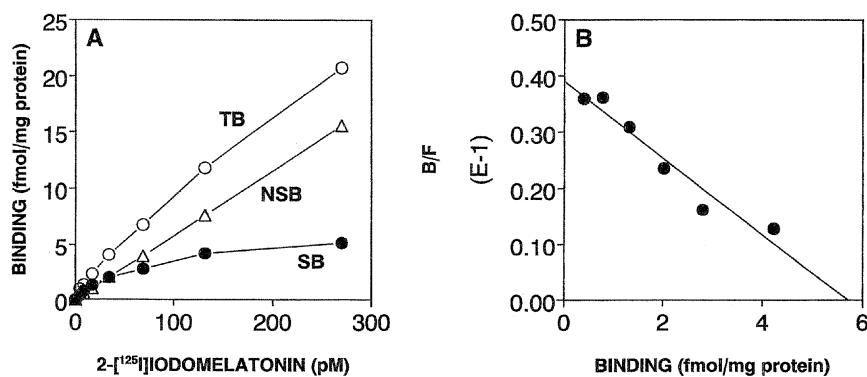 A
BINDING (fmol/mg protein)
25
20
15
10
5
0
TB
NSB
SB
0
100
200
300
2-[¹²⁵I]IODOMELATONIN (pM)
B
B/F
(E-1)
0.40
0.30
0.20
0.10
0.00
0
2
4
6
BINDING (fmol/mg protein)